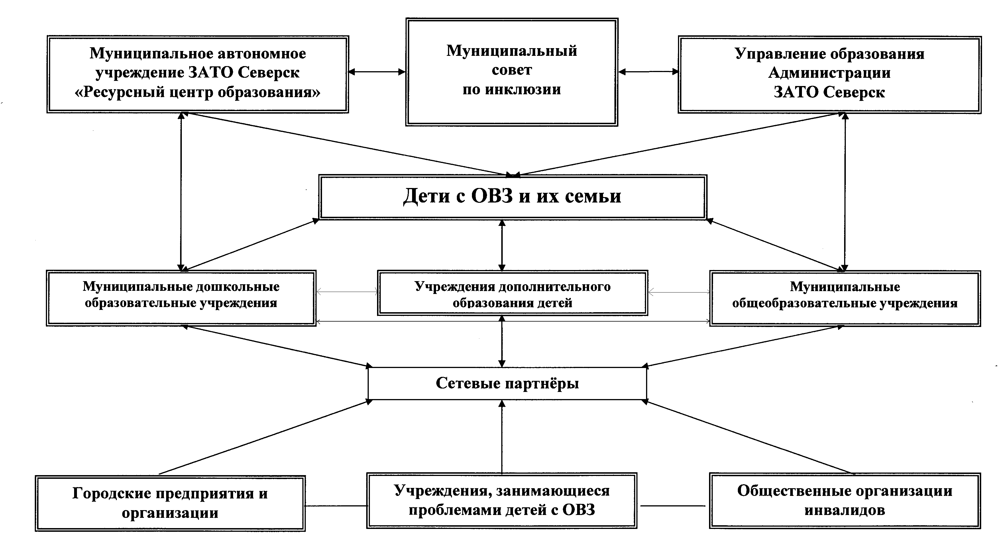 Муниципальное автономное
учреждение ЗАТО Северск
«Ресурсный центр образования»
Муниципальный
совет
по инклюзии
Управление образования
Администрации
ЗАТО Северск
Дети с ОВЗ и их семьи
Муниципальные дошкольные
образовательные учреждения
Учреждения дополнительного
образования детей
Муниципальные
общеобразовательные учреждения
Сетевые партнёры
Городские предприятия и
организации
Учреждения, занимающиеся
проблемами детей с ОВЗ
Общественные организации
инвалидов